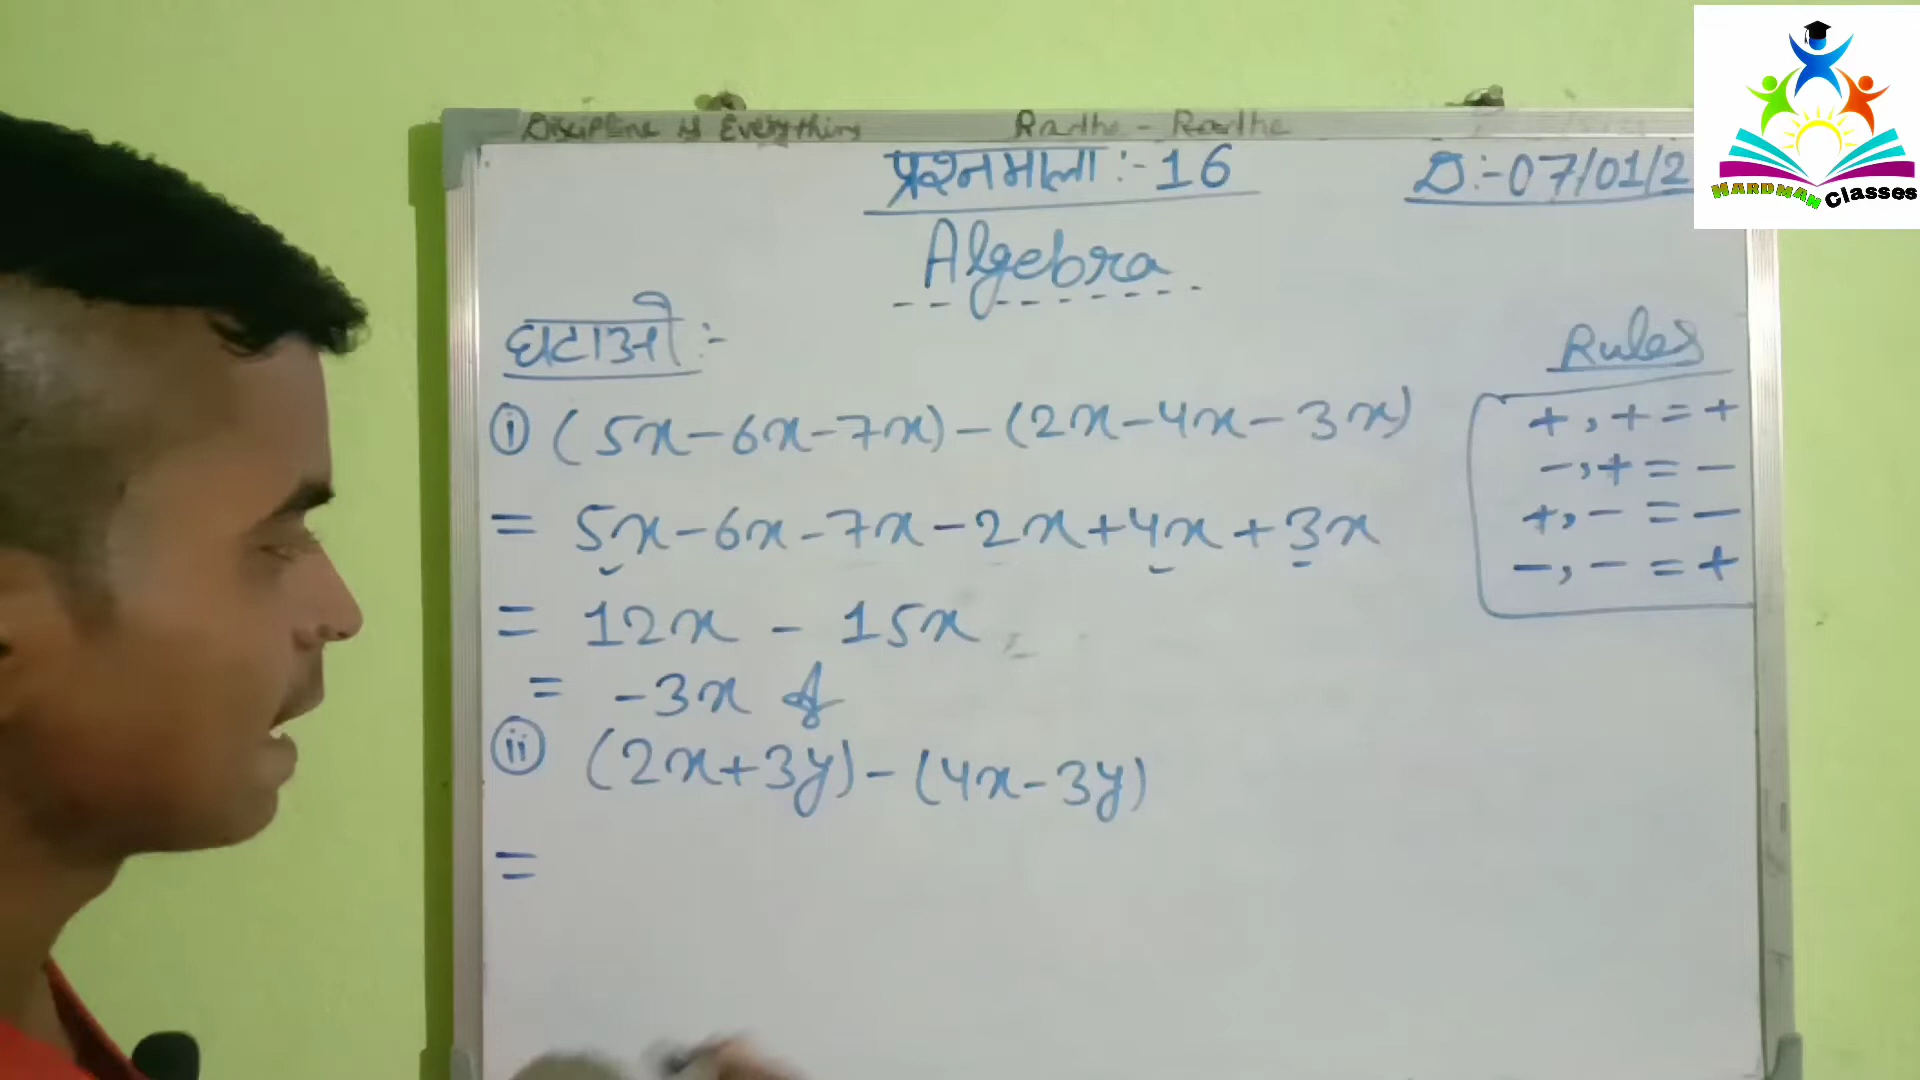 Discipline is Everything Radhe - Radhe
प्रश्नमाला :- 16
D:- 07/01/2
HARDMAN Classes
Algebra
घटाओ :-
Rules
(i) (5x-6x-7x)-(2x-4x-3x)
+,+=+
-,+=-
+,-=-
-,-=+
= 5x-6x-7x-2x+4x+3x
= 12x - 15x
= -3x
(ii) (2x+3y)-(4x-3y)
=